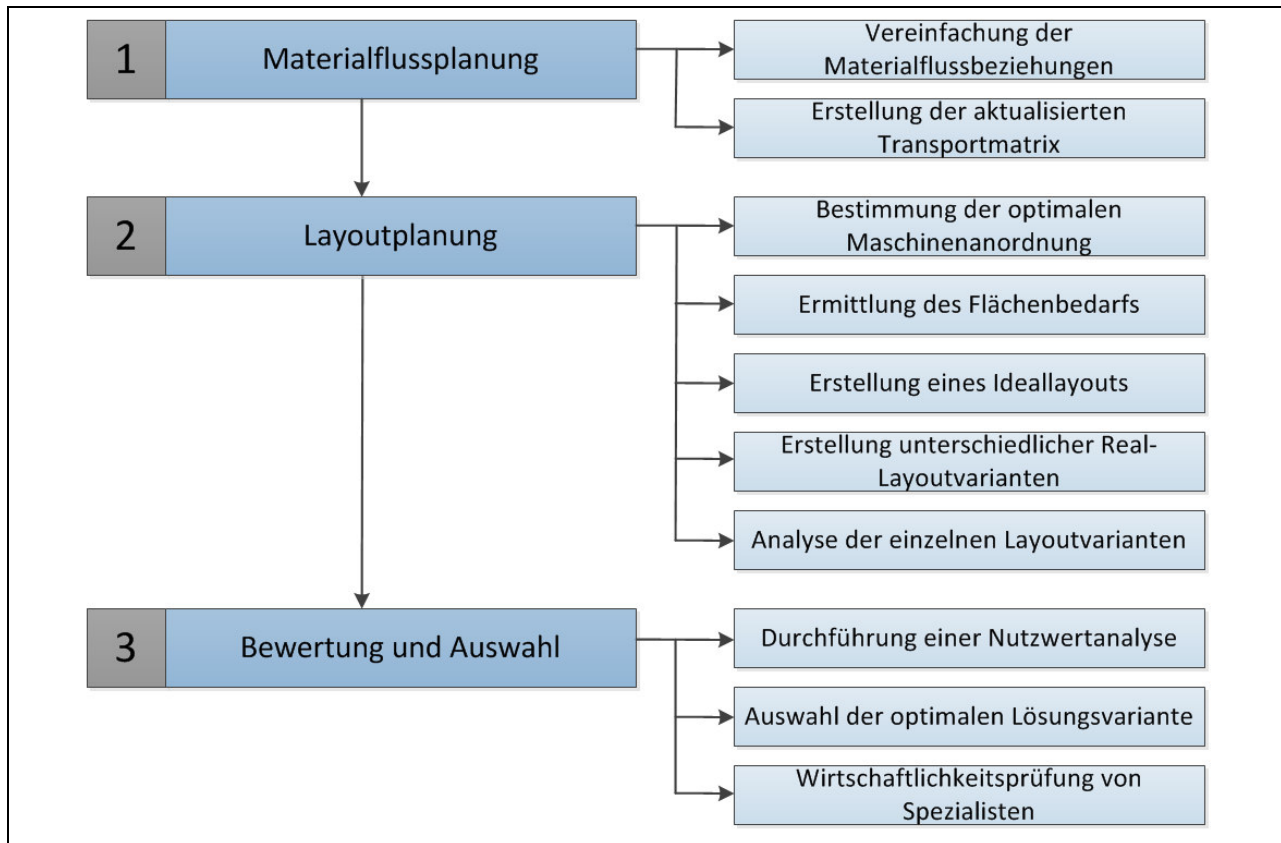 1
Materialflussplanung
Vereinfachung der
Materialflussbeziehungen
Erstellung der aktualisierten
Transportmatrix
2
Layoutplanung
Bestimmung der optimalen
Maschinenanordnung
Ermittlung des Flächenbedarfs
Erstellung eines Ideallayouts
Erstellung unterschiedlicher Real-
Layoutvarianten
Analyse der einzelnen Layoutvarianten
3
Bewertung und Auswahl
Durchführung einer Nutzwertanalyse
Auswahl der optimalen Lösungsvariante
Wirtschaftlichkeitsprüfung von
Spezialisten